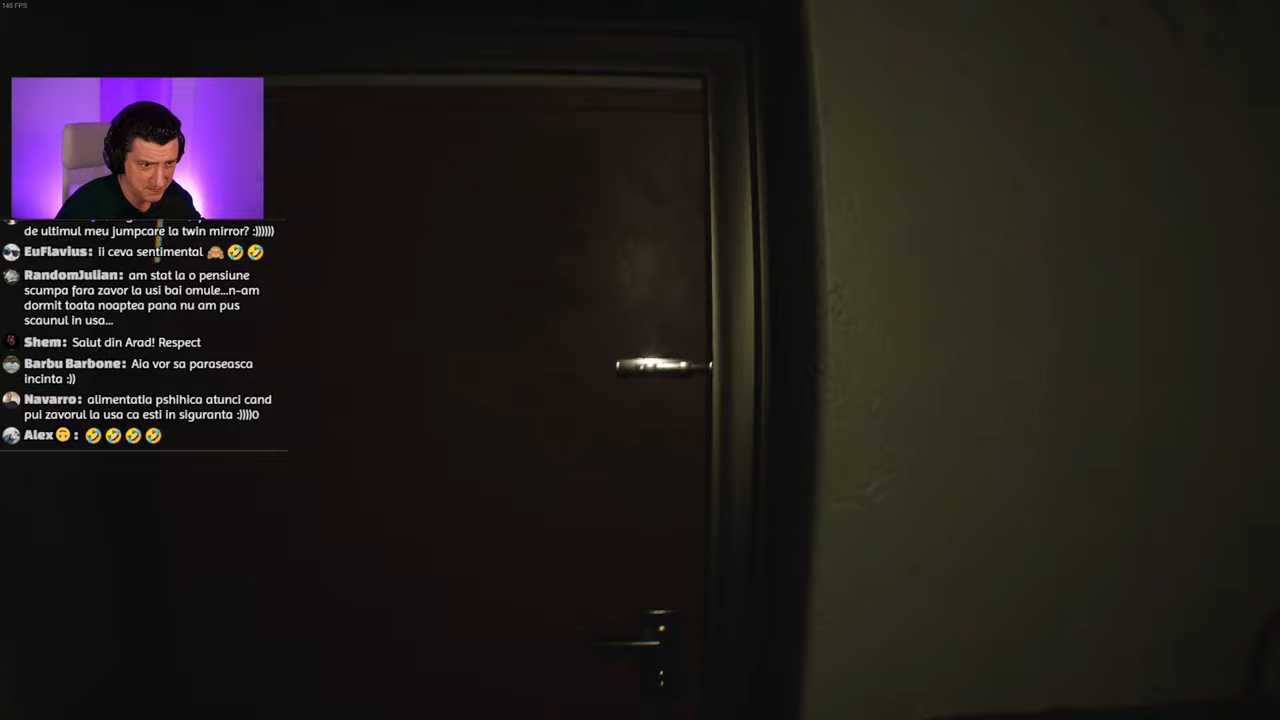 140 FPS
de ultimul meu jumpcare la twin mirror? :))))))
EuFlavius: ii ceva sentimental 🙈 🤣 🤣
RandomJulian: am stat la o pensiune
scumpa fara zavor la usi bai omule...n-am
dormit toata noaptea pana nu am pus
scaunul in usa...
Shem: Salut din Arad! Respect
Barbu Barbone: Aia vor sa paraseasca
incinta :))
Navarro: alimentatia pshihica atunci cand
pui zavorul la usa ca esti in siguranta :))))0
Alex🙃: 🤣 🤣 🤣 🤣